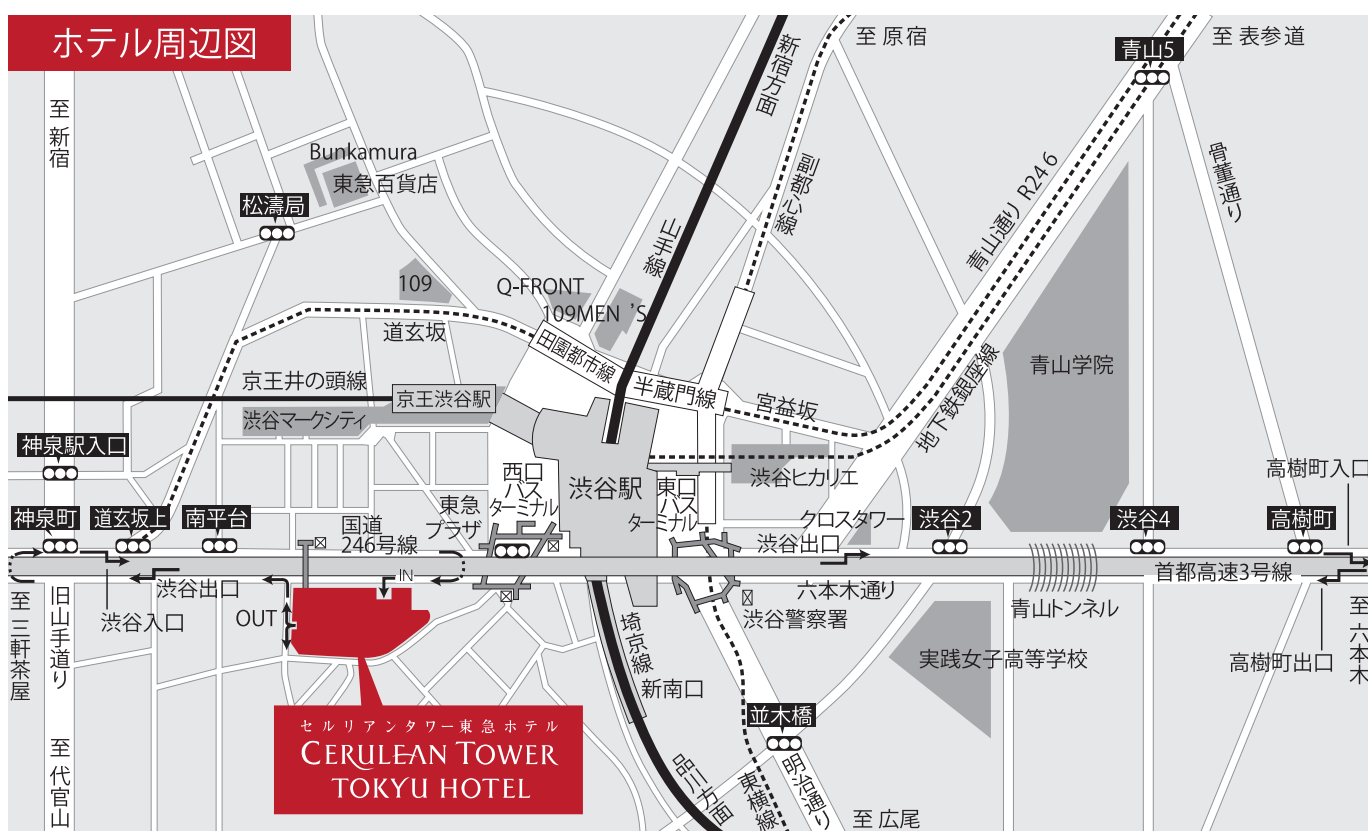 ホテル周辺図
至 新宿
Bunkamura
東急百貨店
松濤局
新宿方面
至 原宿
青山5
至 表参道
副都心線
山手線
青山通り R246
骨董通り
109
Q-FRONT
109MEN 'S
道玄坂
田園都市線
半蔵門線
宮益坂
地下鉄銀座線
青山学院
京王井の頭線
京王渋谷駅
渋谷マークシティ
神泉駅入口
神泉町
道玄坂上
南平台
国道
246号線
東急
プラザ
西口
バス
ターミナル
渋谷駅
東口
バス
ターミナル
渋谷ヒカリエ
クロスタワー
渋谷出口
渋谷2
渋谷4
高樹町入口
高樹町
首都高速3号線
六本木通り
青山トンネル
渋谷警察署
渋谷出口
渋谷入口
IN
OUT
至 三軒茶屋
旧山手道り
至 代官山
埼京線
新南口
実践女子高等学校
高樹町出口
至 六本木
並木橋
品川方面
東横線
明治通り
至 広尾
セルリアンタワー東急ホテル
CERULEAN TOWER
TOKYU HOTEL